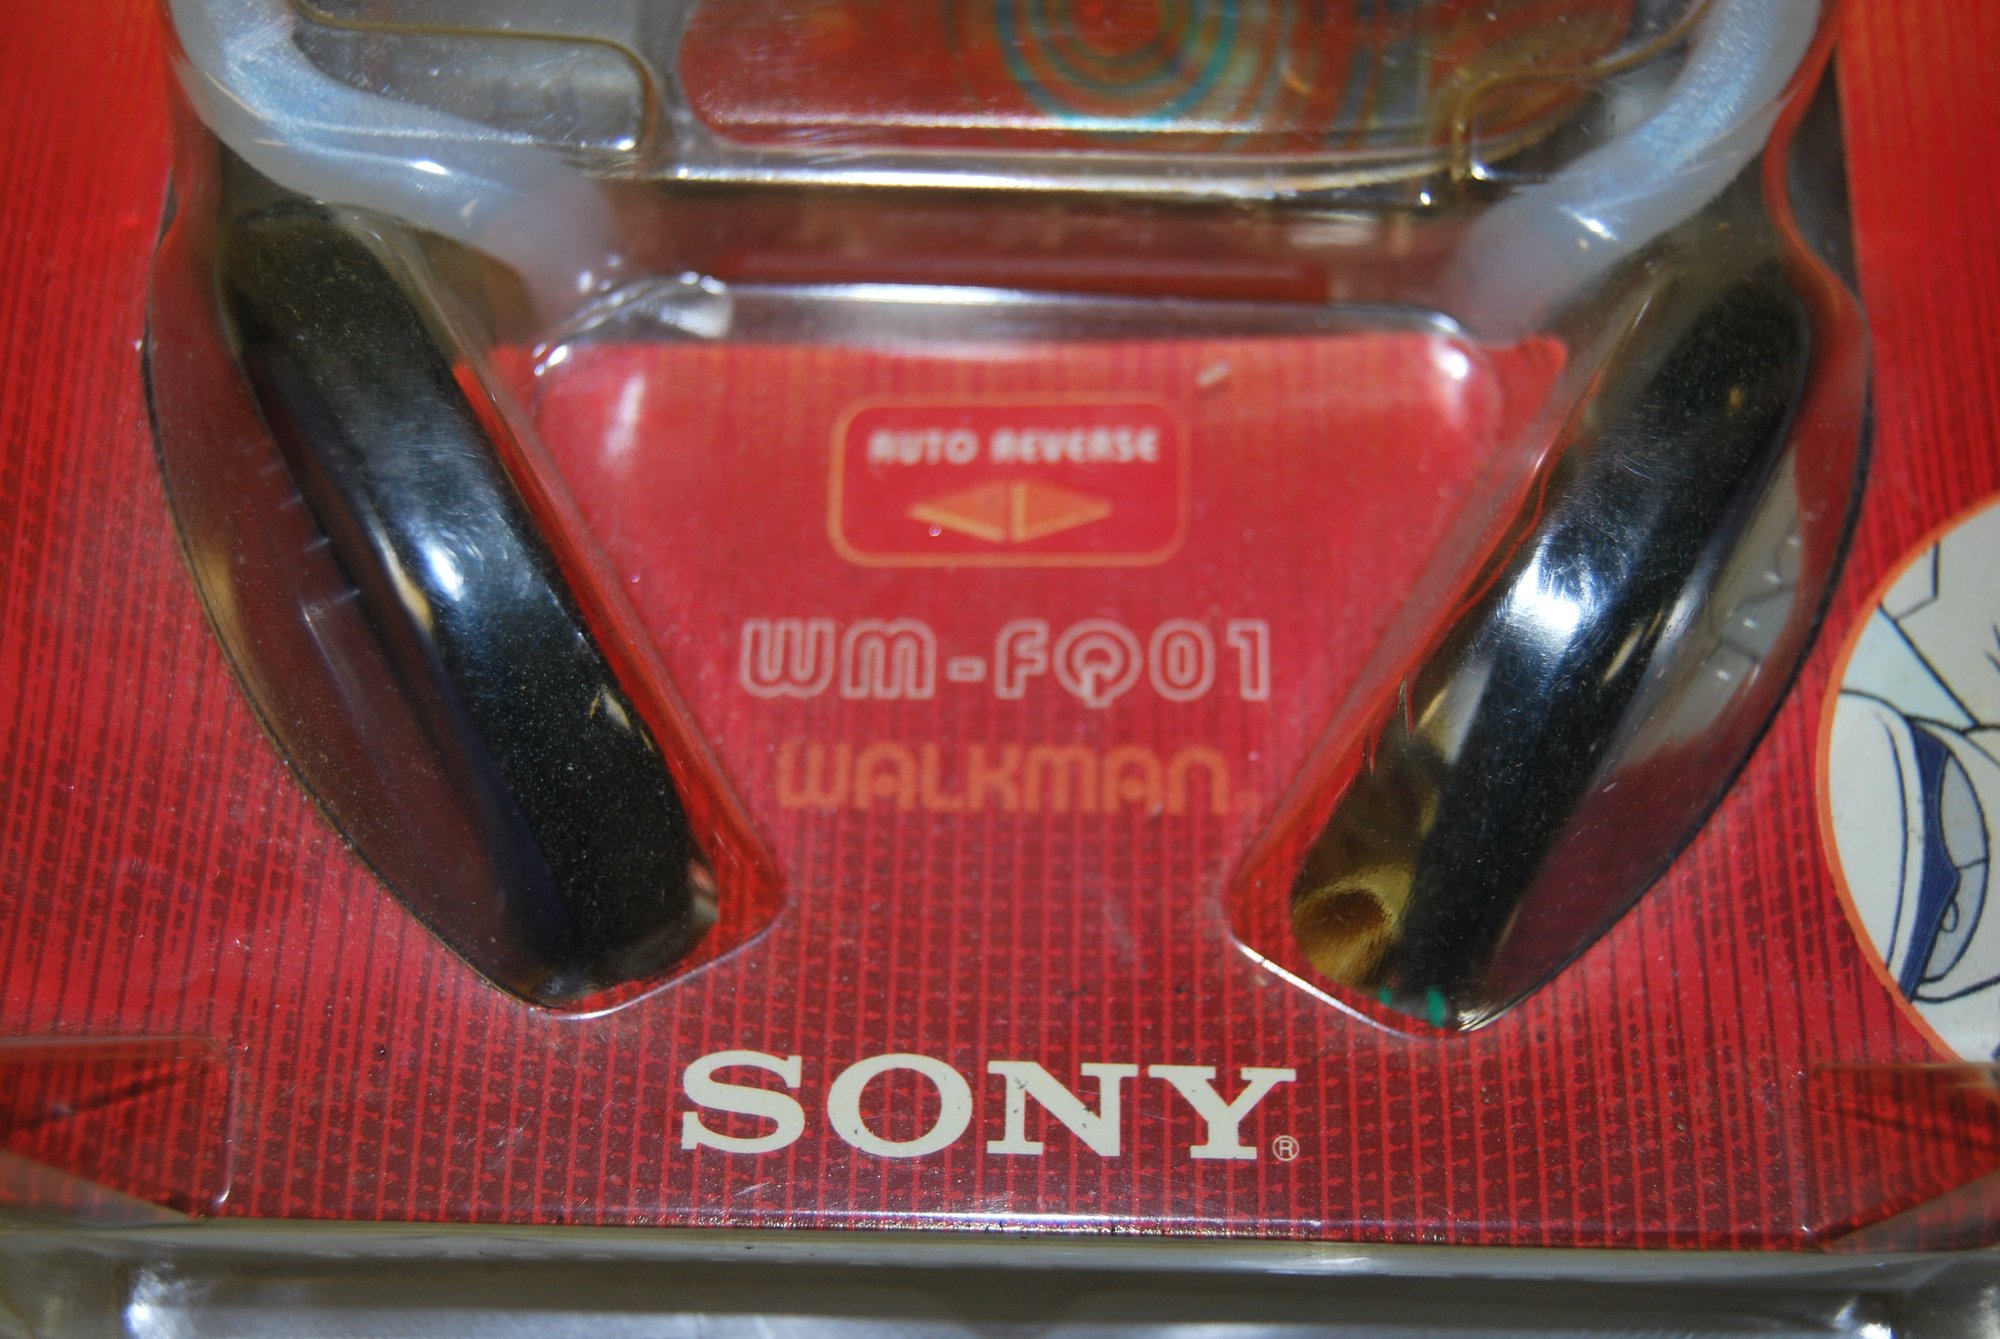 AUTO REVERSE
WM-FQ01
WALKMAN
SONY®